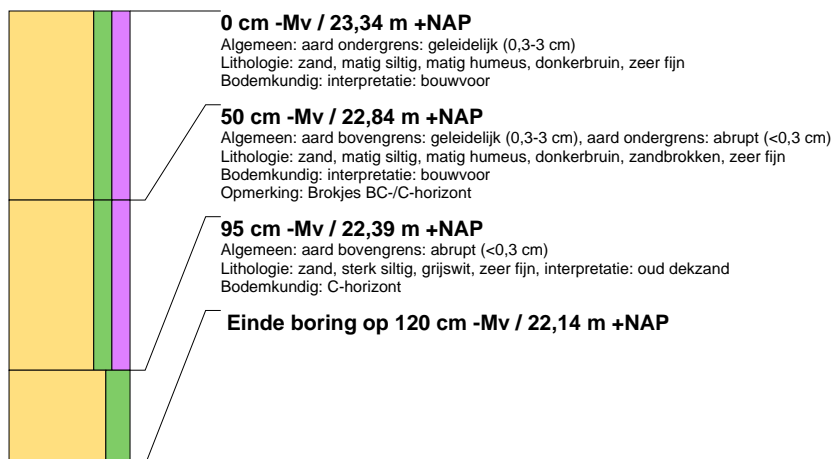 0 cm -Mv / 23,34 m +NAP
Algemeen: aard ondergrens: geleidelijk (0,3-3 cm)
Lithologie: zand, matig siltig, matig humeus, donkerbruin, zeer fijn
Bodemkundig: interpretatie: bouwvoor
50 cm -Mv / 22,84 m +NAP
Algemeen: aard bovengrens: geleidelijk (0,3-3 cm), aard ondergrens: abrupt (<0,3 cm)
Lithologie: zand, matig siltig, matig humeus, donkerbruin, zandbrokken, zeer fijn
Bodemkundig: interpretatie: bouwvoor
Opmerking: Brokjes BC-/C-horizont
95 cm -Mv / 22,39 m +NAP
Algemeen: aard bovengrens: abrupt (<0,3 cm)
Lithologie: zand, sterk siltig, grijswit, zeer fijn, interpretatie: oud dekzand
Bodemkundig: C-horizont
Einde boring op 120 cm -Mv / 22,14 m +NAP